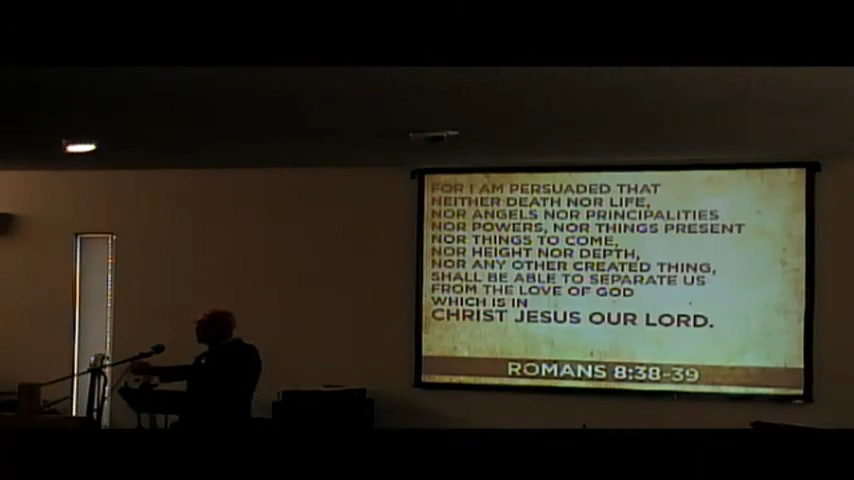 FOR I AM PERSUADED THAT
NEITHER DEATH NOR LIFE,
NOR ANGELS NOR PRINCIPALITIES
NOR POWERS, NOR THINGS PRESENT
NOR THINGS TO COME,
NOR HEIGHT NOR DEPTH,
NOR ANY OTHER CREATED THING,
SHALL BE ABLE TO SEPARATE US
FROM THE LOVE OF GOD
WHICH IS IN
CHRIST JESUS OUR LORD.
ROMANS 8:38-39